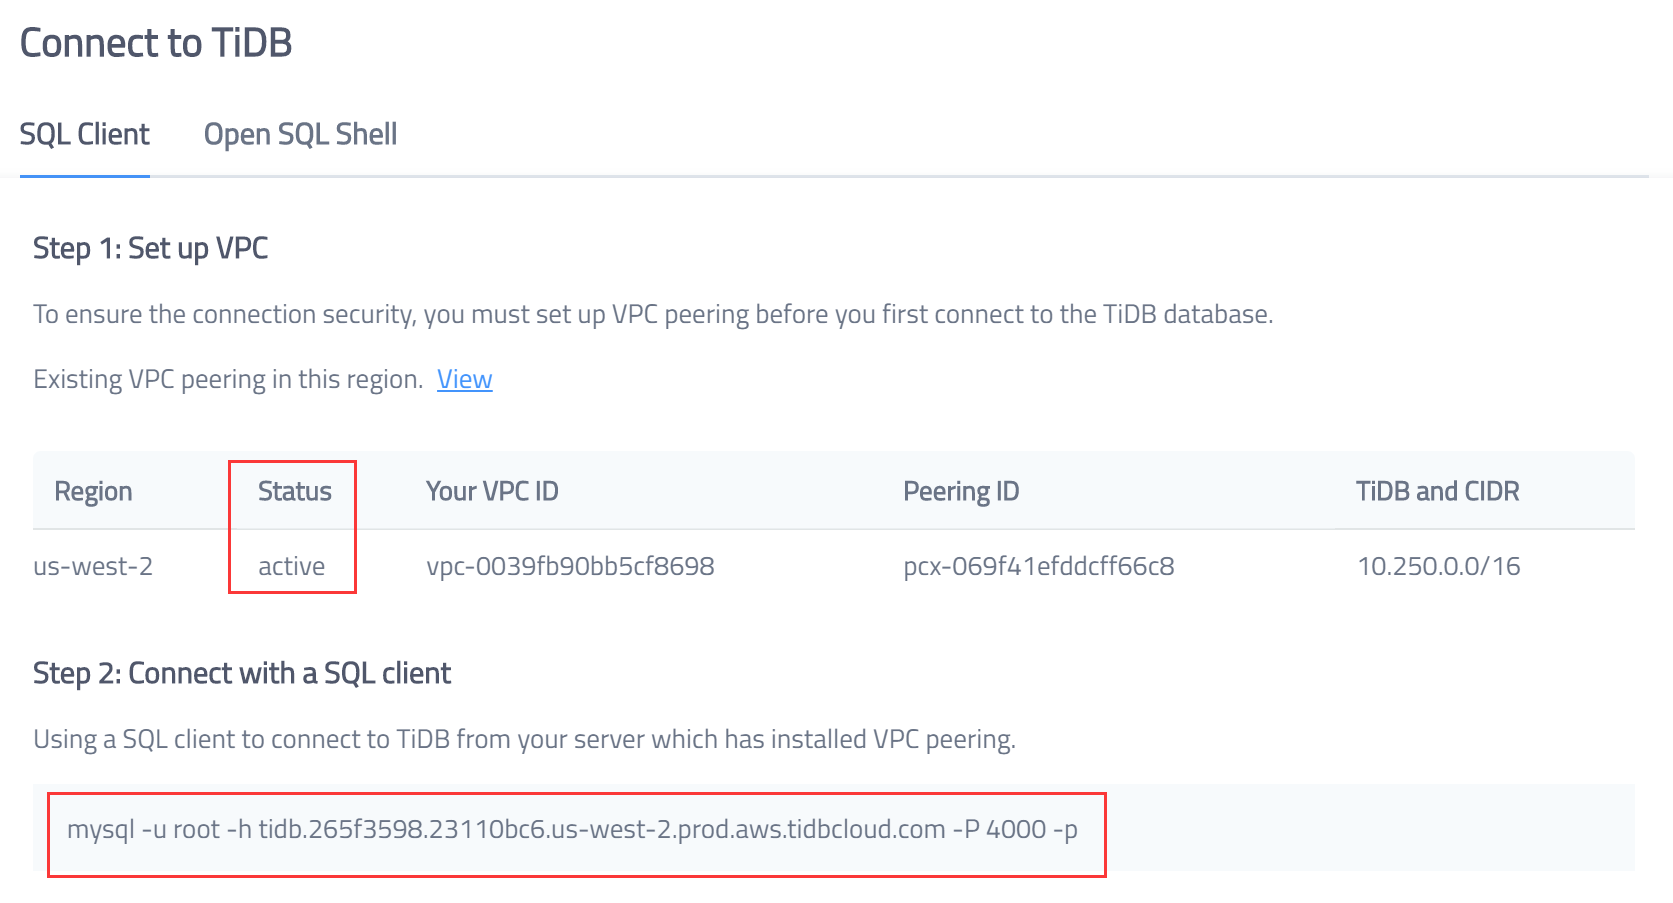 Connect to TiDB
SQL Client Open SQL Shell
Step 1: Set up VPC
To ensure the connection security, you must set up VPC peering before you first connect to the TiDB database.
Existing VPC peering in this region. View
Region Status Your VPC ID Peering ID TiDB and CIDR
us-west-2 active vpc-0039fb90bb5cf8698 pcx-069f41efddcff66c8 10.250.0.0/16
Step 2: Connect with a SQL client
Using a SQL client to connect to TiDB from your server which has installed VPC peering.
mysql -u root -h tidb.265f3598.23110bc6.us-west-2.prod.aws.tidbcloud.com -P 4000 -p